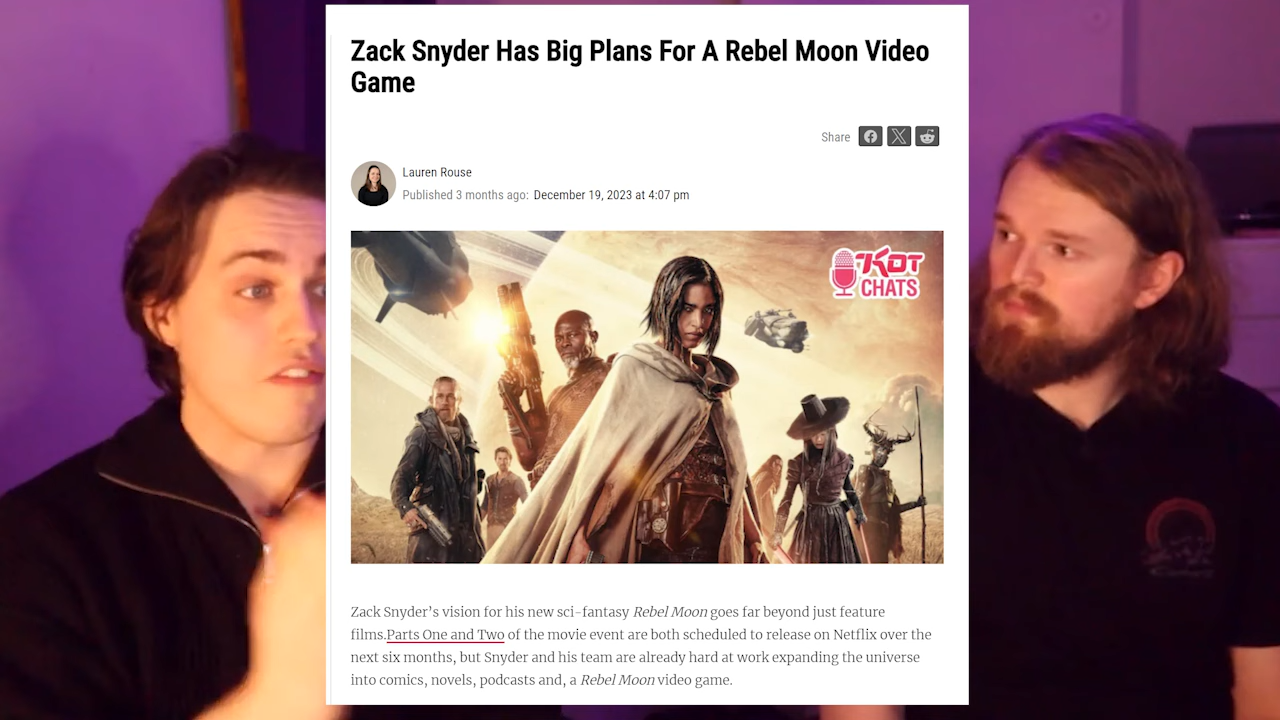 Zack Snyder Has Big Plans For A Rebel Moon Video
Game
Share
Lauren Rouse
Published 3 months ago: December 19, 2023 at 4:07 pm
KOT
CHATS
Zack Snyder’s vision for his new sci-fantasy Rebel Moon goes far beyond just feature
films.Parts One and Two of the movie event are both scheduled to release on Netflix over the
next six months, but Snyder and his team are already hard at work expanding the universe
into comics, novels, podcasts and, a Rebel Moon video game.